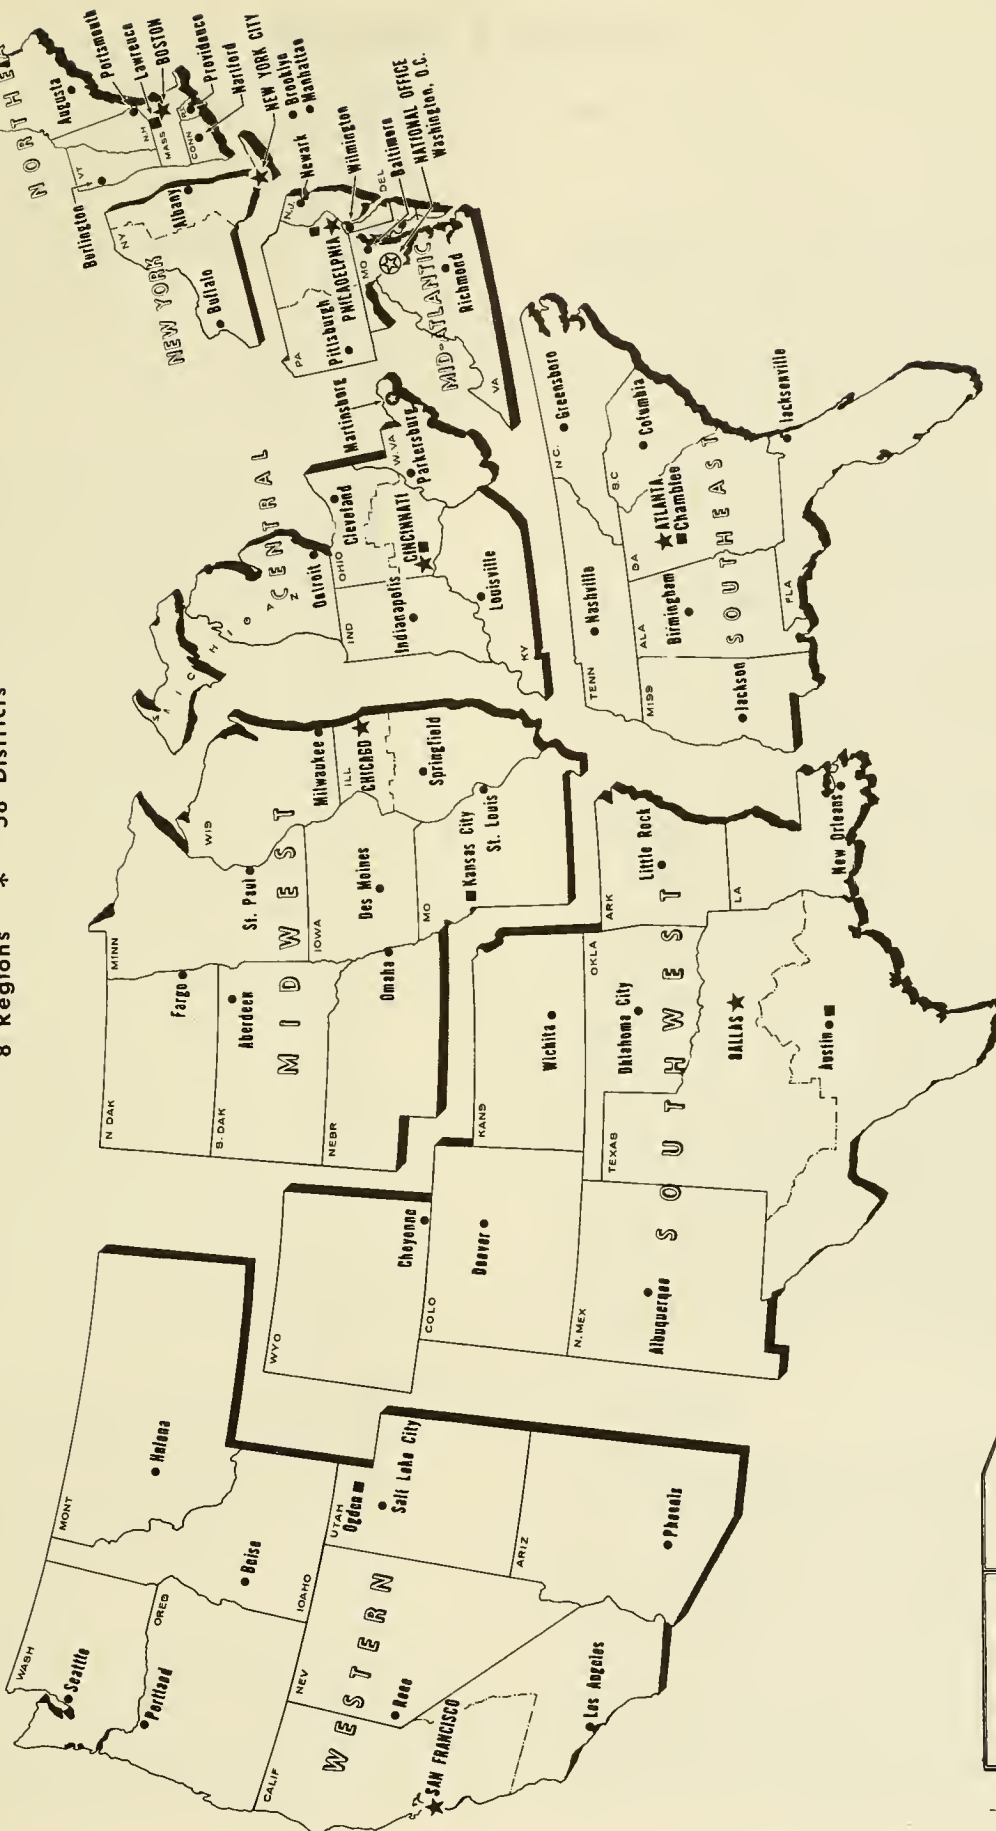 8 Regions * 58 Districts
NORTHE
WASH
Seattle
Portland
OREG
MONT
Helena
Boise
IDAHO
CALIF
NEV
WESTERN
Reno
SAN FRANCISCO
Los Angeles
UTAH
Ogden
Salt Lake City
ARIZ
Phoenix
WYO
Cheyenne
COLO
Denver
N. MEX
Albuquerque
SOUTHWEST
KANS
Wichita
OKLA
Oklahoma City
TEXAS
DALLAS
Austin
ARK
Little Rock
LA
New Orleans
N DAK
Fargo
S. DAK
Aberdeen
NEBR
Omaha
MIDWEST
MINN
St. Paul
WIS
Milwaukee
IOWA
Des Moines
ILL
CHICAGO
Springfield
MO
Kansas City
St. Louis
MICHIGAN
CENTRAL
Detroit
OHIO
Cleveland
CINCINNATI
IND
Indianapolis
Louisville
KY
W. VA
Parkersburg
Martinsburg
TENN
Nashville
N C.
Greensboro
S.C
Columbia
MISS
Jackson
ALA
Birmingham
GA
ATLANTA
Chamblee
SOUTHEAST
FLA
Jacksonville
PA
Pittsburgh
PHILADELPHIA
N.J.
Newark
Wilmington
DEL
MD
Baltimore
NATIONAL OFFICE
Washington, D.C.
MID-ATLANTIC
Richmond
VA
NEW YORK
NY
Buffalo
Albany
NEW YORK CITY
Brooklyn
Manhattan
Burlington
VT
N.H
MASS
CONN
R.I.
Augusta
Portsmouth
Lawrence
BOSTON
Providence
Hartford